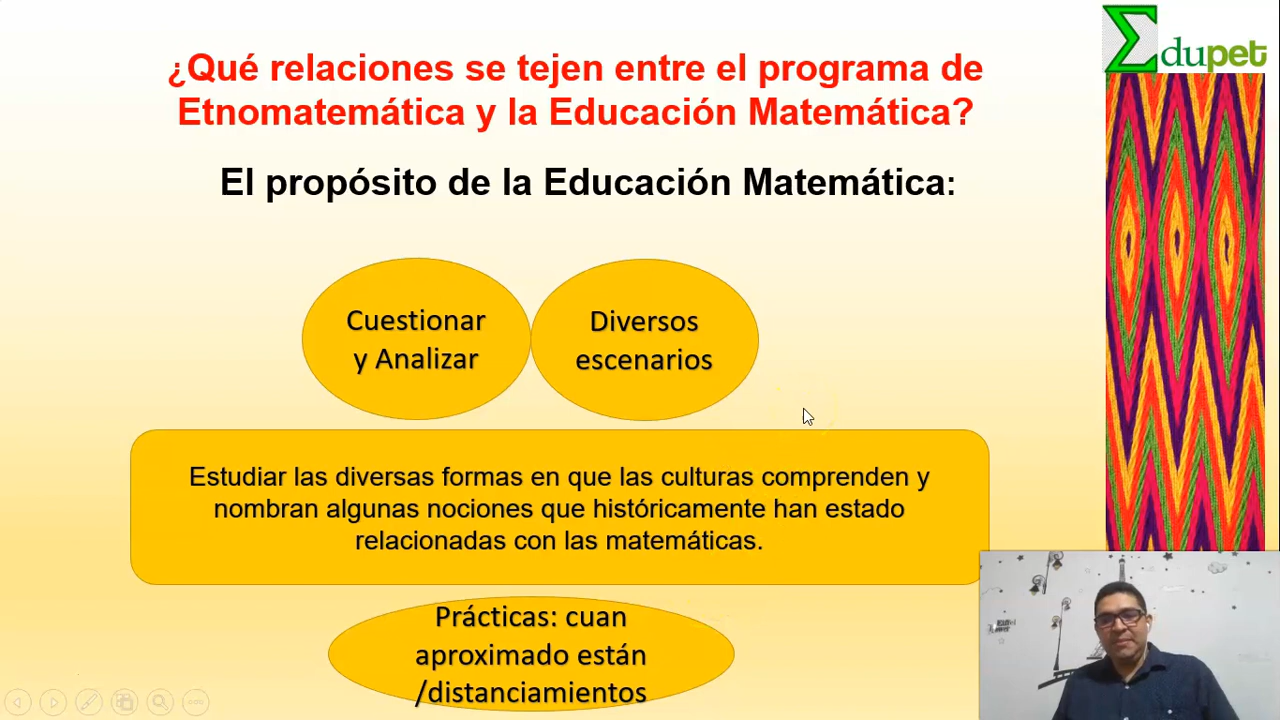 Σdupet
¿Qué relaciones se tejen entre el programa de
Etnomatemática y la Educación Matemática?
El propósito de la Educación Matemática:
Cuestionar
y Analizar
Diversos
escenarios
Estudiar las diversas formas en que las culturas comprenden y
nombran algunas nociones que históricamente han estado
relacionadas con las matemáticas.
Prácticas: cuan
aproximado están
/distanciamientos